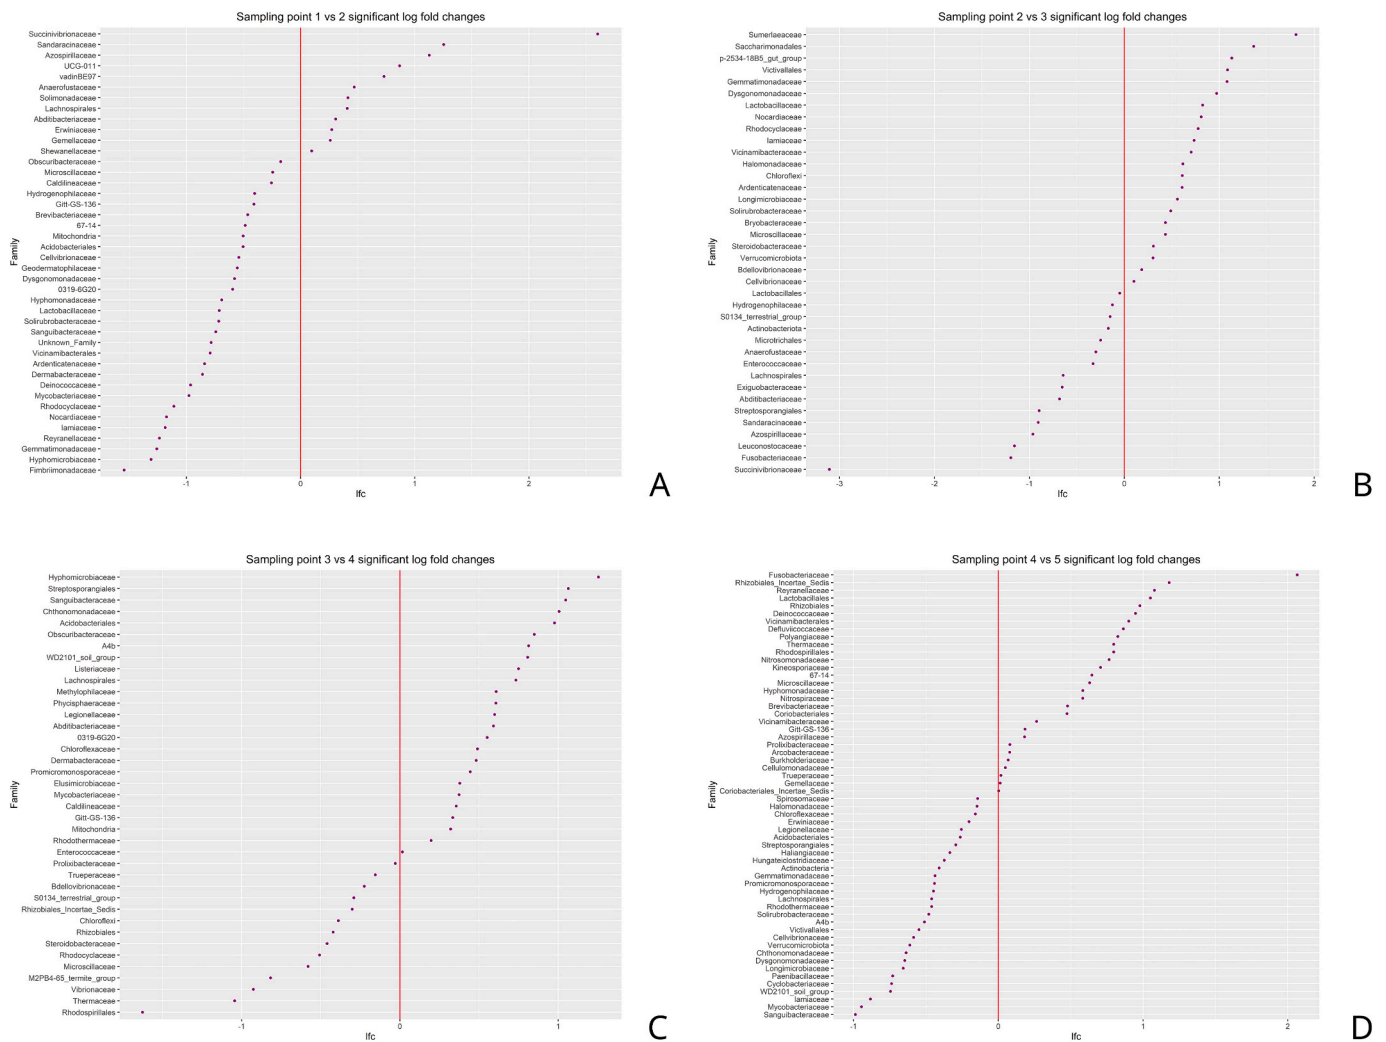 Sampling point 1 vs 2 significant log fold changes
Succinivibrionaceae
Sandaracinaceae
Azospirillaceae
UCG-011
vadinBE97
Anaerofustaceae
Solimonadaceae
Lachnospirales
Abditibacteriaceae
Erwiniaceae
Gemellaceae
Shewanellaceae
Obscuribacteraceae
Microscillaceae
Caldilineaceae
Hydrogenophilaceae
Gitt-GS-136
Brevibacteriaceae
67-14
Mitochondria
Acidobacteriales
Cellvibrionaceae
Geodermatophilaceae
Dysgonomonadaceae
0319-6G20
Hyphomonadaceae
Lactobacillaceae
Solirubrobacteraceae
Sanguibacteraceae
Unknown_Family
Vicinamibacterales
Ardenticatenaceae
Dermabacteraceae
Deinococcaceae
Mycobacteriaceae
Rhodocyclaceae
Nocardiaceae
Iamiaceae
Reyranellaceae
Gemmatimonadaceae
Hyphomicrobiaceae
Fimbriimonadaceae
Family
-1 0 1 2
lfc
A
Sampling point 2 vs 3 significant log fold changes
Sumerlaeaceae
Saccharimonadales
p-2534-18B5_gut_group
Victivallales
Gemmatimonadaceae
Dysgonomonadaceae
Lactobacillaceae
Nocardiaceae
Rhodocyclaceae
Iamiaceae
Vicinamibacteraceae
Halomonadaceae
Chloroflexi
Ardenticatenaceae
Longimicrobiaceae
Solirubrobacteraceae
Bryobacteraceae
Microscillaceae
Steroidobacteraceae
Verrucomicrobiota
Bdellovibrionaceae
Cellvibrionaceae
Lactobacillales
Hydrogenophilaceae
S0134_terrestrial_group
Actinobacteriota
Microtrichales
Anaerofustaceae
Enterococcaceae
Lachnospirales
Exiguobacteraceae
Abditibacteriaceae
Streptosporangiales
Sandaracinaceae
Azospirillaceae
Leuconostocaceae
Fusobacteriaceae
Succinivibrionaceae
Family
-3 -2 -1 0 1 2
lfc
B
Sampling point 3 vs 4 significant log fold changes
Hyphomicrobiaceae
Streptosporangiales
Sanguibacteraceae
Chthonomonadaceae
Acidobacteriales
Obscuribacteraceae
A4b
WD2101_soil_group
Listeriaceae
Lachnospirales
Methylophilaceae
Phycisphaeraceae
Legionellaceae
Abditibacteriaceae
0319-6G20
Chloroflexaceae
Dermabacteraceae
Promicromonosporaceae
Elusimicrobiaceae
Mycobacteriaceae
Caldilineaceae
Gitt-GS-136
Mitochondria
Rhodothermaceae
Enterococcaceae
Prolixibacteraceae
Trueperaceae
Bdellovibrionaceae
S0134_terrestrial_group
Rhizobiales_Incertae_Sedis
Chloroflexi
Rhizobiales
Steroidobacteraceae
Rhodocyclaceae
Microscillaceae
M2PB4-65_termite_group
Vibrionaceae
Thermaceae
Rhodospirillales
Family
-1 0 1
lfc
C
Sampling point 4 vs 5 significant log fold changes
Fusobacteriaceae
Rhizobiales_Incertae_Sedis
Reyranellaceae
Lactobacillales
Rhizobiales
Deinococcaceae
Vicinamibacterales
Defluviicoccaceae
Polyangiaceae
Thermaceae
Rhodospirillales
Nitrosomonadaceae
Kineosporiaceae
67-14
Microscillaceae
Hyphomonadaceae
Nitrospiraceae
Brevibacteriaceae
Coriobacteriales
Vicinamibacteraceae
Gitt-GS-136
Azospirillaceae
Prolixibacteraceae
Arcobacteraceae
Burkholderiaceae
Cellulomonadaceae
Trueperaceae
Gemellaceae
Coriobacteriales_Incertae_Sedis
Spirosomaceae
Halomonadaceae
Chloroflexaceae
Erwiniaceae
Legionellaceae
Acidobacteriales
Streptosporangiales
Haliangiaceae
Hungateiclostridiaceae
Actinobacteria
Gemmatimonadaceae
Promicromonosporaceae
Hydrogenophilaceae
Lachnospirales
Rhodothermaceae
Solirubrobacteraceae
A4b
Victivallales
Cellvibrionaceae
Verrucomicrobiota
Chthonomonadaceae
Dysgonomonadaceae
Longimicrobiaceae
Paenibacillaceae
Cyclobacteriaceae
WD2101_soil_group
Iamiaceae
Mycobacteriaceae
Sanguibacteraceae
Family
-1 0 1 2
lfc
D